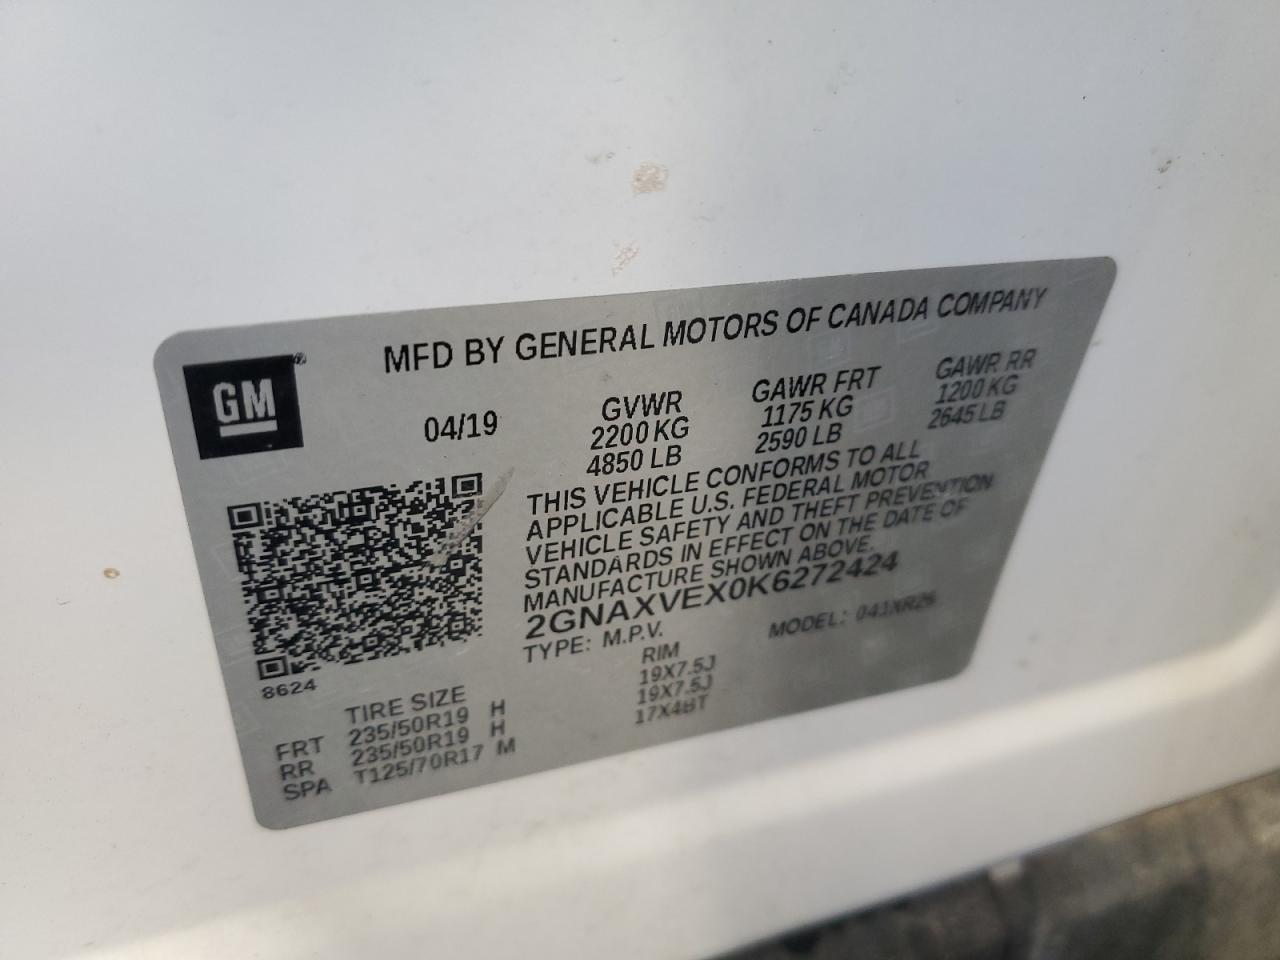 GM
MFD BY GENERAL MOTORS OF CANADA COMPANY
04/19
GVWR GAWR FRT GAWR RR
2200 KG 1175 KG 1200 KG
4850 LB 2590 LB 2645 LB
THIS VEHICLE CONFORMS TO ALL
APPLICABLE U.S. FEDERAL MOTOR
VEHICLE SAFETY AND THEFT PREVENTION
STANDARDS IN EFFECT ON THE DATE OF
MANUFACTURE SHOWN ABOVE.
2GNAXVEX0K6272424
TYPE: M.P.V. MODEL: 041XR26
8624
TIRE SIZE RIM
FRT 235/50R19 H 19X7.5J
RR 235/50R19 H 19X7.5J
SPA T125/70R17 M 17X4BT